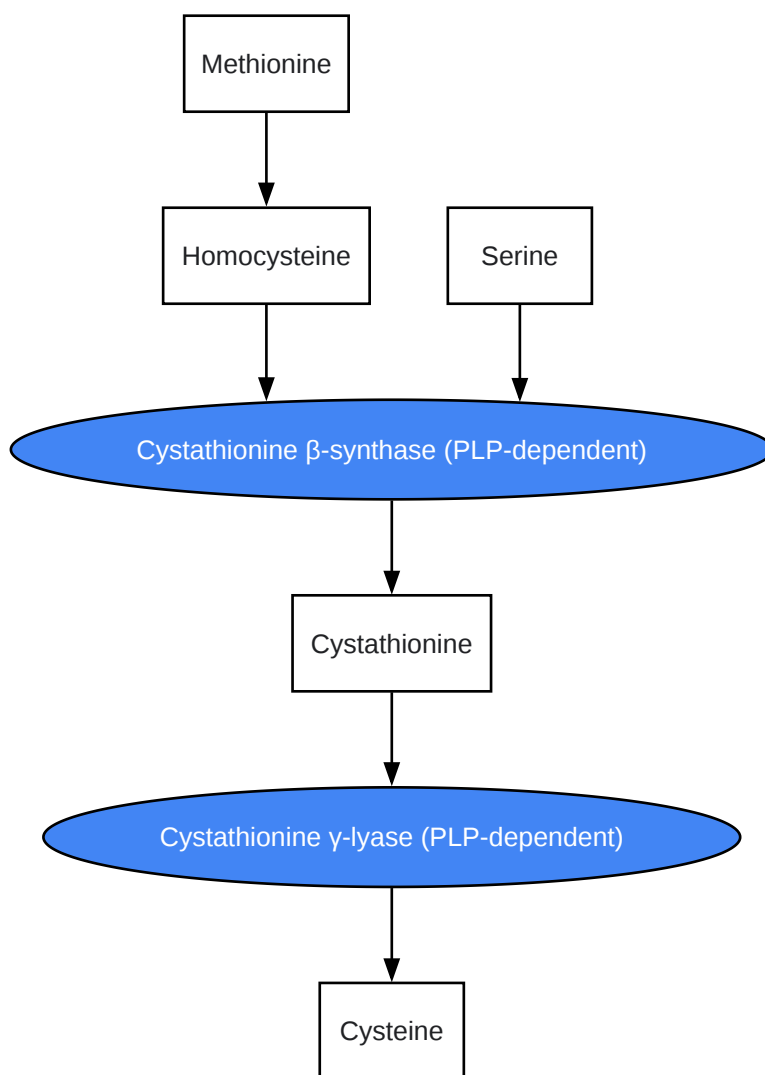 Methionine
Homocysteine
Serine
Cystathionine β-synthase (PLP-dependent)
Cystathionine
Cystathionine γ-lyase (PLP-dependent)
Cysteine